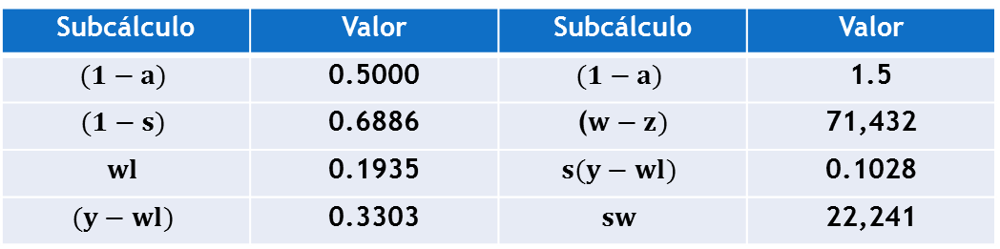 Subcálculo Valor Subcálculo Valor
(1 − a) 0.5000 (1 − a) 1.5
(1 − s) 0.6886 (w − z) 71,432
wl 0.1935 s(y − wl) 0.1028
(y − wl) 0.3303 sw 22,241